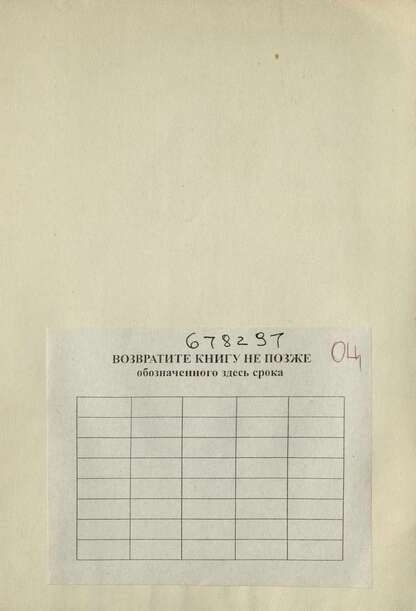 678297
ВОЗВРАТИТЕ КНИГУ НЕ ПОЗЖЕ
обозначенного здесь срока
04